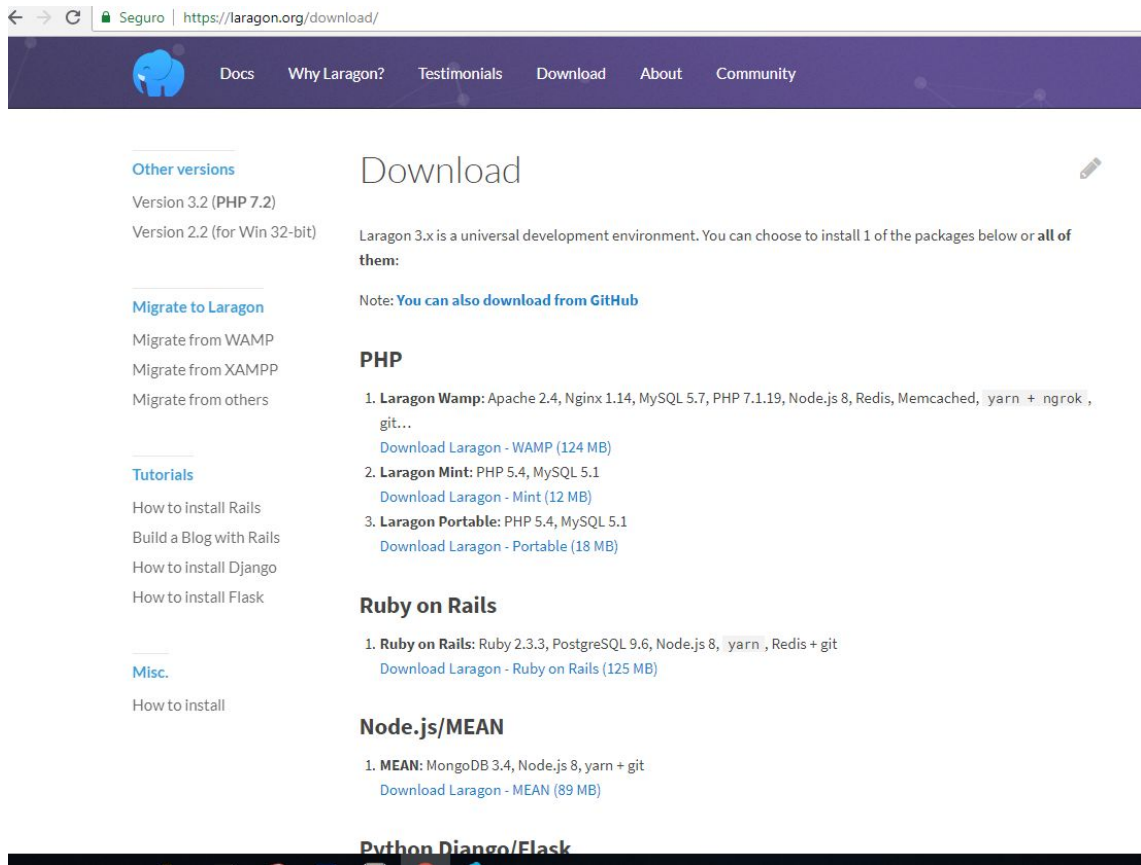 Seguro | https://laragon.org/download/
Docs Why Laragon? Testimonials Download About Community
Other versions
Version 3.2 (PHP 7.2)
Version 2.2 (for Win 32-bit)
Migrate to Laragon
Migrate from WAMP
Migrate from XAMPP
Migrate from others
Tutorials
How to install Rails
Build a Blog with Rails
How to install Django
How to install Flask
Misc.
How to install
Download
Laragon 3.x is a universal development environment. You can choose to install 1 of the packages below or all of
them:
Note: You can also download from GitHub
PHP
1. Laragon Wamp: Apache 2.4, Nginx 1.14, MySQL 5.7, PHP 7.1.19, Node.js 8, Redis, Memcached, yarn + ngrok ,
git…
Download Laragon - WAMP (124 MB)
2. Laragon Mint: PHP 5.4, MySQL 5.1
Download Laragon - Mint (12 MB)
3. Laragon Portable: PHP 5.4, MySQL 5.1
Download Laragon - Portable (18 MB)
Ruby on Rails
1. Ruby on Rails: Ruby 2.3.3, PostgreSQL 9.6, Node.js 8, yarn , Redis + git
Download Laragon - Ruby on Rails (125 MB)
Node.js/MEAN
1. MEAN: MongoDB 3.4, Node.js 8, yarn + git
Download Laragon - MEAN (89 MB)
Python Django/Flask